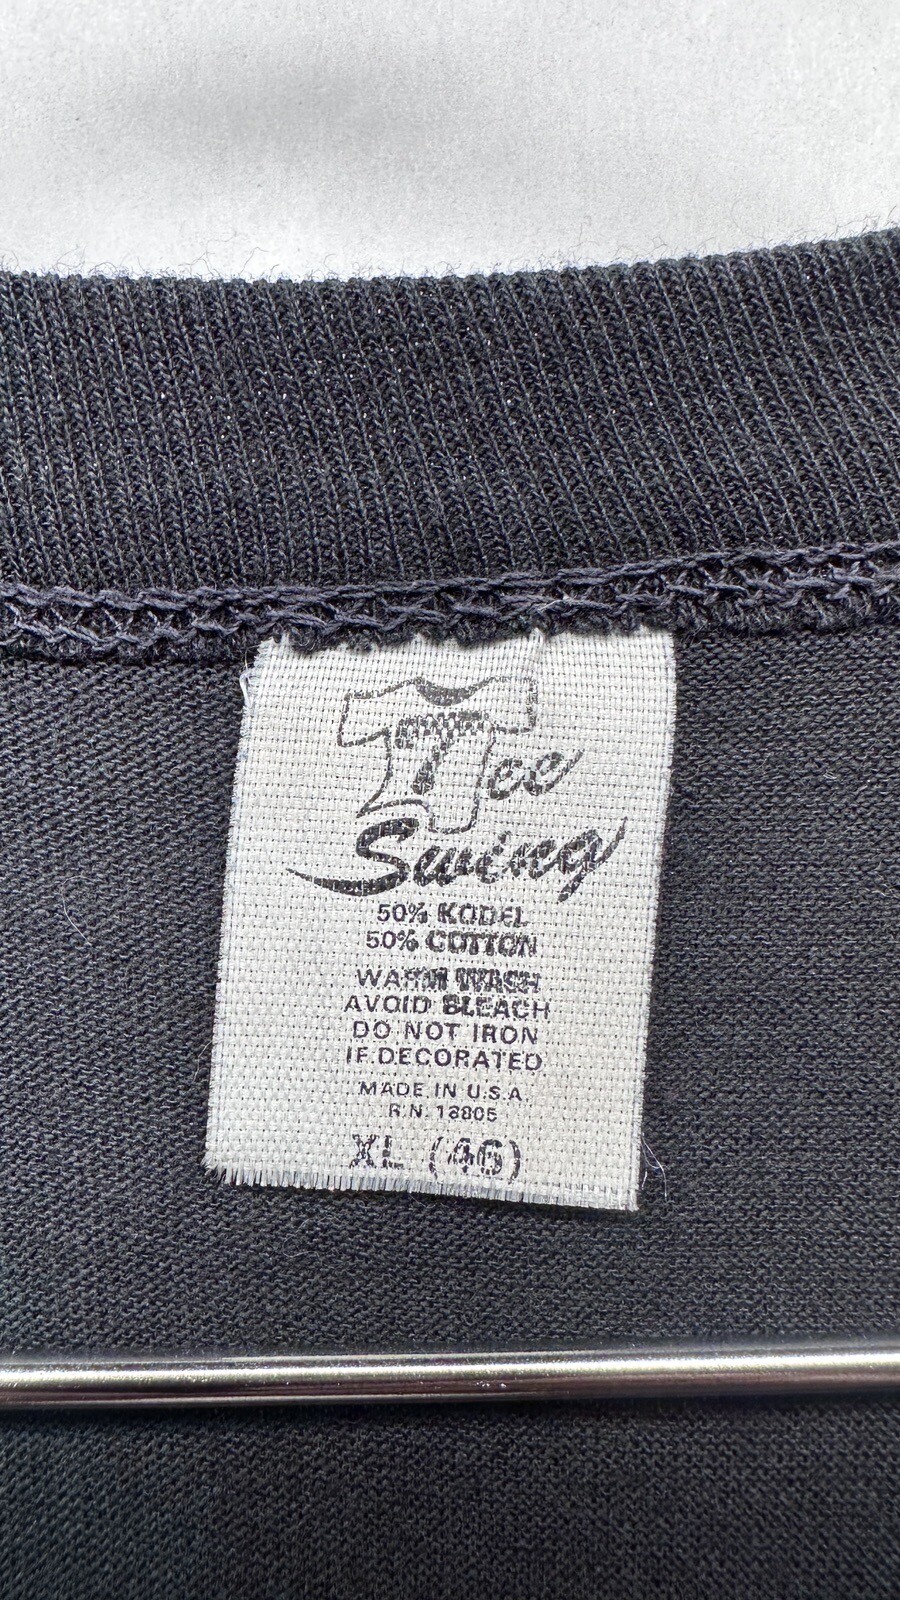 Tee
Swing
50% KODEL
50% COTTON
WARM WASH
AVOID BLEACH
DO NOT IRON
IF DECORATED
MADE IN U.S.A.
R.N. 13805
XL (46)